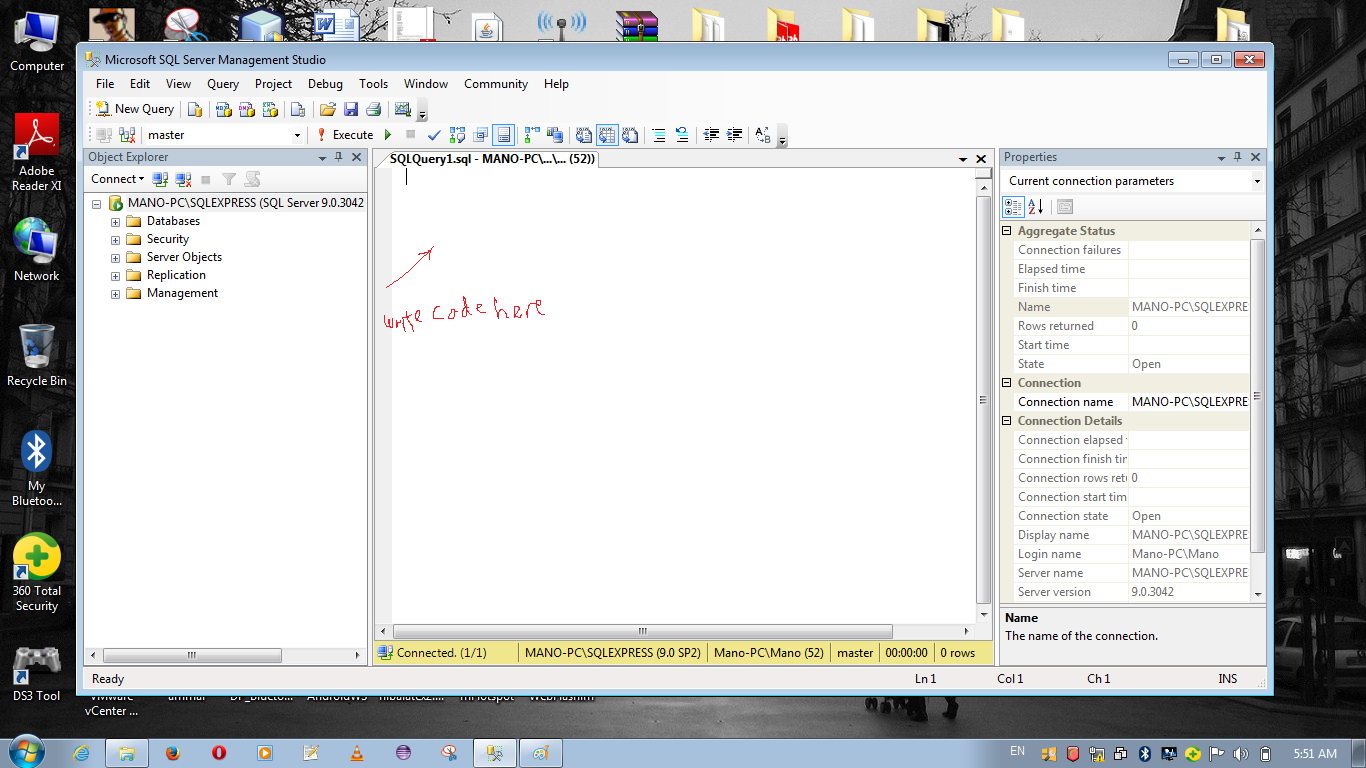 Computer
Adobe
Reader XI
Network
Recycle Bin
My
Bluetoo...
360 Total
Security
DS3 Tool
Microsoft SQL Server Management Studio
File Edit View Query Project Debug Tools Window Community Help
New Query
master Execute
Object Explorer
Connect
MANO-PC\SQLEXPRESS (SQL Server 9.0.3042
Databases
Security
Server Objects
Replication
Management
SQLQuery1.sql - MANO-PC\...\... (52))
write code here
Connected. (1/1) MANO-PC\SQLEXPRESS (9.0 SP2) Mano-PC\Mano (52) master 00:00:00 0 rows
Properties
Current connection parameters
Aggregate Status
Connection failures
Elapsed time
Finish time
Name MANO-PC\SQLEXPRES
Rows returned 0
Start time
State Open
Connection
Connection name MANO-PC\SQLEXPRE
Connection Details
Connection elapsed
Connection finish tin
Connection rows ret 0
Connection start tim
Connection state Open
Display name MANO-PC\SQLEXPRE
Login name Mano-PC\Mano
Server name MANO-PC\SQLEXPRE
Server version 9.0.3042
Name
The name of the connection.
Ready Ln 1 Col 1 Ch 1 INS
vCenter ...
EN 5:51 AM